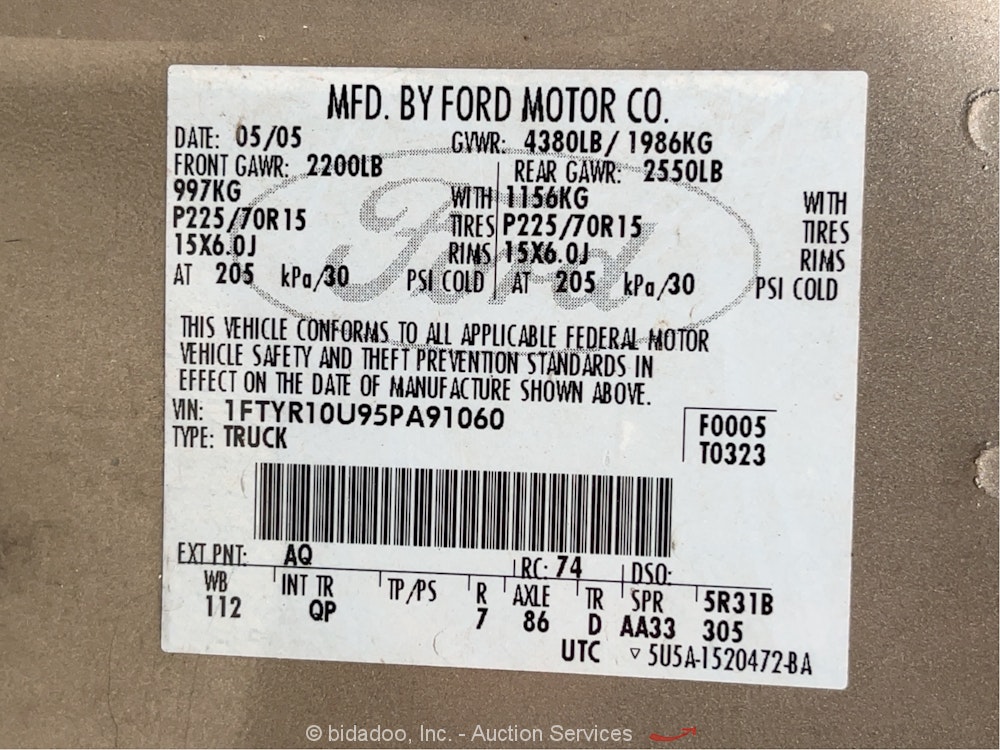 MFD. BY FORD MOTOR CO.
DATE: 05/05 GVWR: 4380LB/ 1986KG
FRONT GAWR: 2200LB REAR GAWR: 2550LB
997KG WITH 1156KG WITH
P225/70R15 TIRES P225/70R15 TIRES
15X6.0J RIMS 15X6.0J RIMS
AT 205 kPa/30 PSI COLD AT 205 kPa/30 PSI COLD
Ford
THIS VEHICLE CONFORMS TO ALL APPLICABLE FEDERAL MOTOR
VEHICLE SAFETY AND THEFT PREVENTION STANDARDS IN
EFFECT ON THE DATE OF MANUFACTURE SHOWN ABOVE.
VIN: 1FTYR10U95PA91060 F0005
TYPE: TRUCK T0323
EXT PNT: AQ RC: 74 DSO:
WB INT TR TP/PS R AXLE TR SPR 5R31B
112 QP 7 86 D AA33 305
UTC ▽ 5U5A-1520472-BA
© bidadoo, Inc. - Auction Services